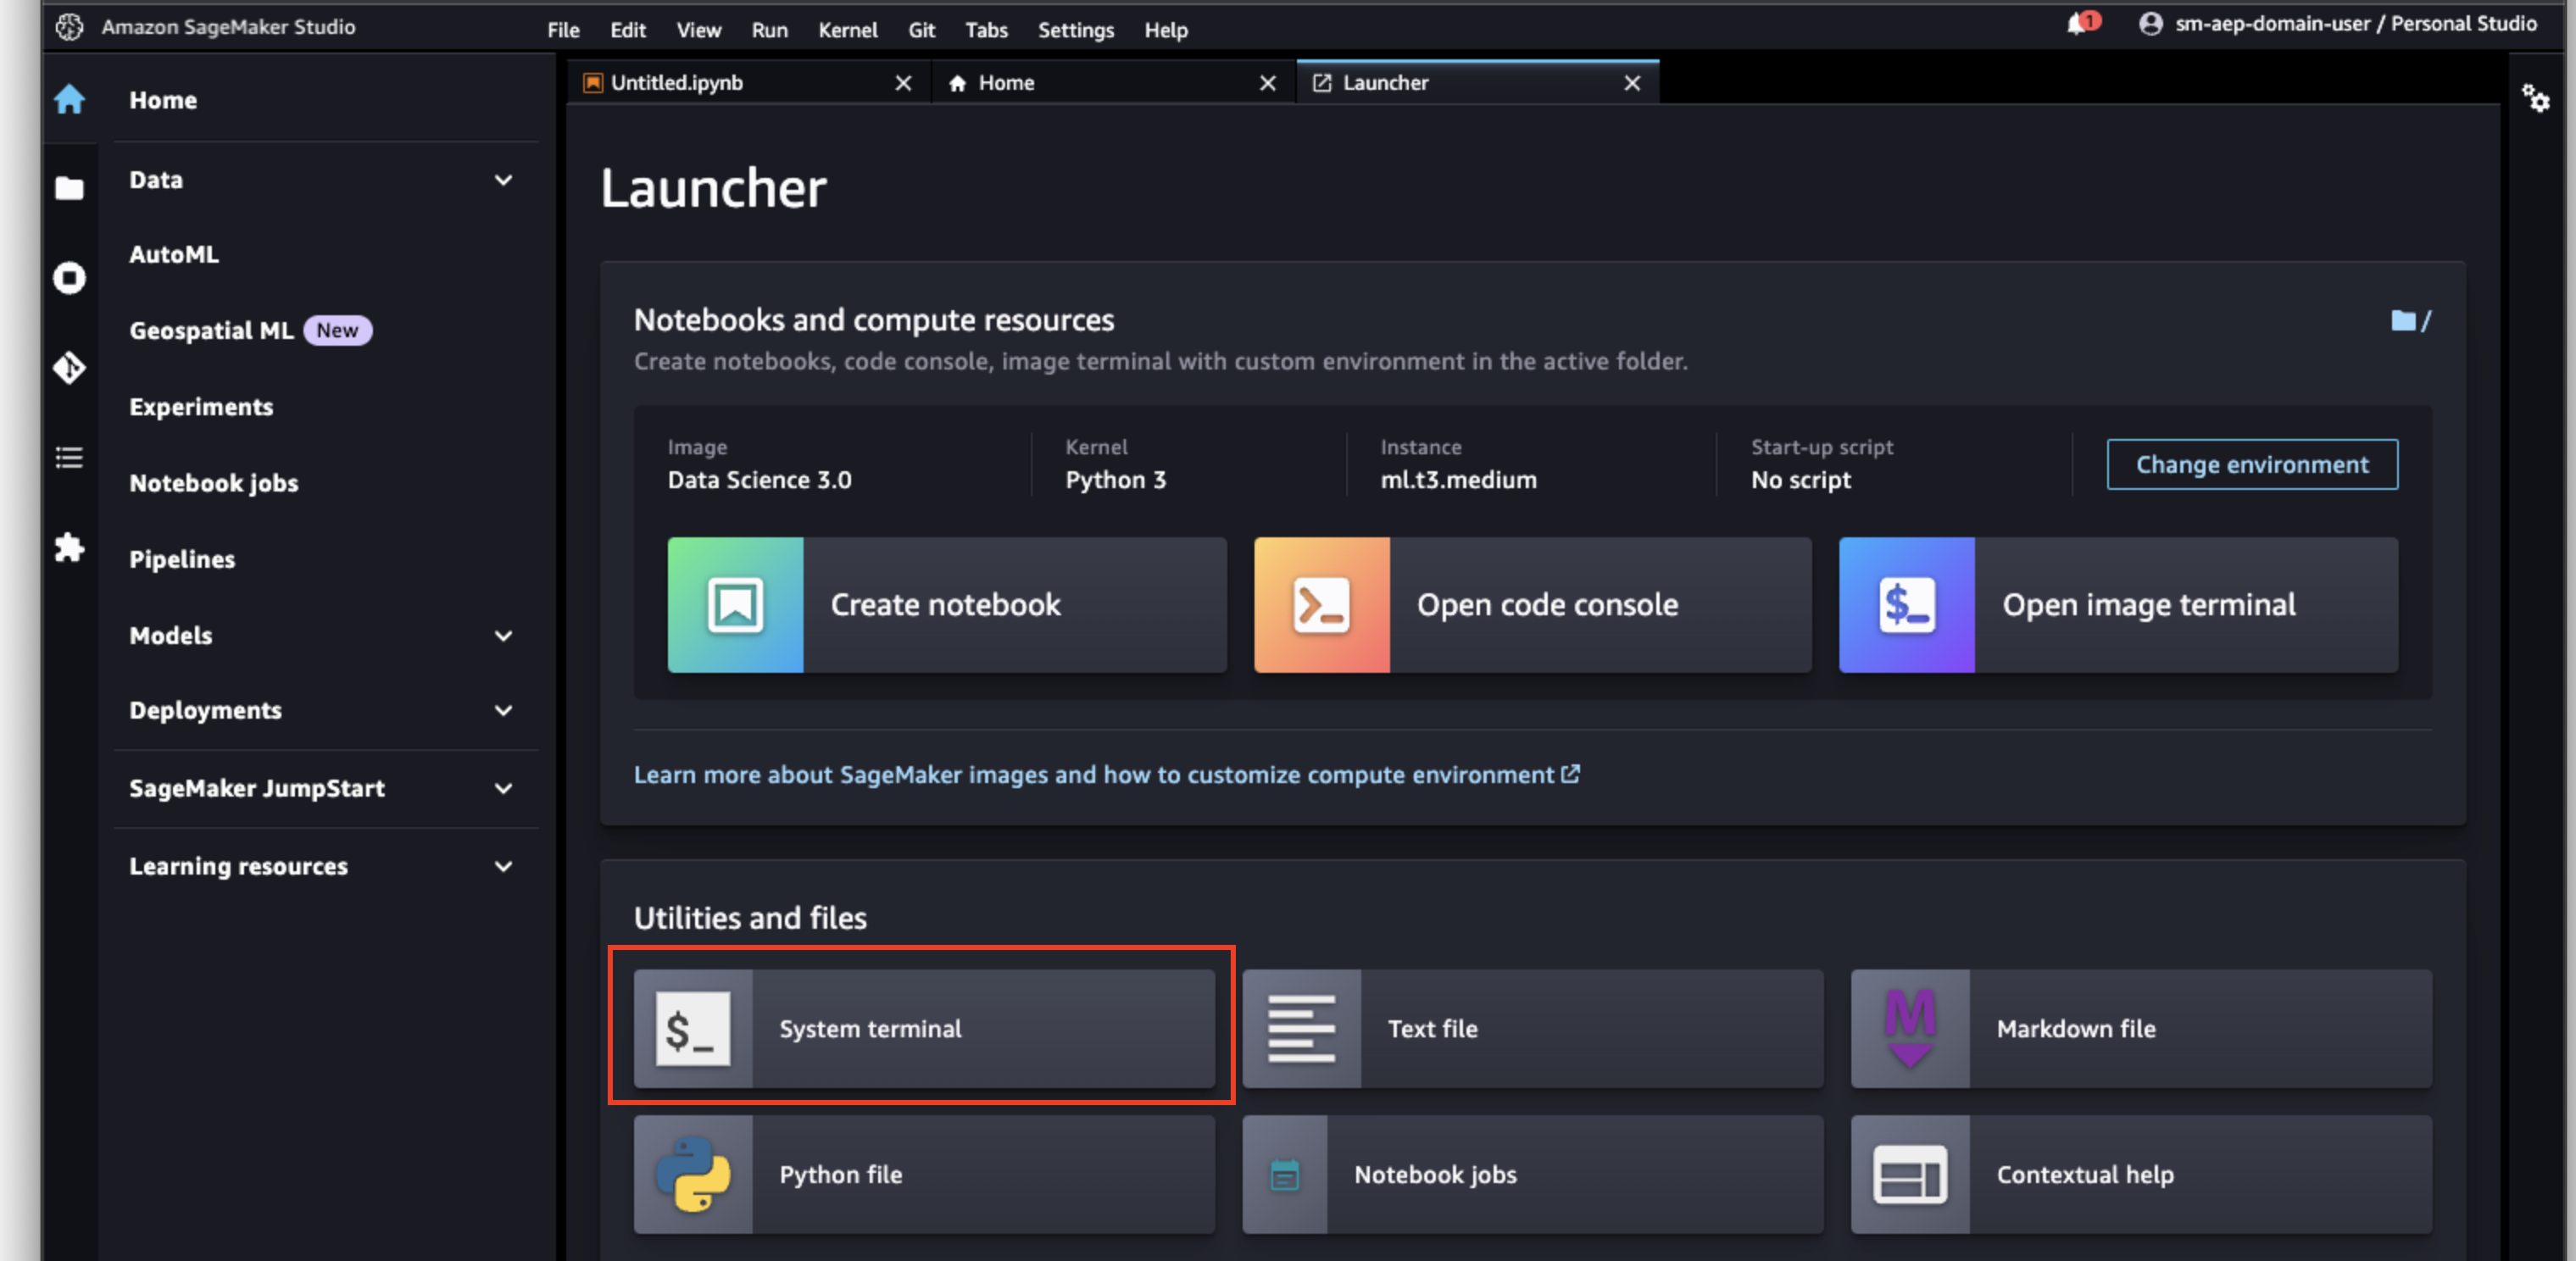 Amazon SageMaker Studio
File Edit View Run Kernel Git Tabs Settings Help
1
sm-aep-domain-user / Personal Studio
Home
Data
AutoML
Geospatial ML New
Experiments
Notebook jobs
Pipelines
Models
Deployments
SageMaker JumpStart
Learning resources
Untitled.ipynb
Home
Launcher
Launcher
Notebooks and compute resources
/
Create notebooks, code console, image terminal with custom environment in the active folder.
Image
Data Science 3.0
Kernel
Python 3
Instance
ml.t3.medium
Start-up script
No script
Change environment
Create notebook
Open code console
$_ Open image terminal
Learn more about SageMaker images and how to customize compute environment
Utilities and files
$_ System terminal
Text file
M Markdown file
Python file
Notebook jobs
Contextual help